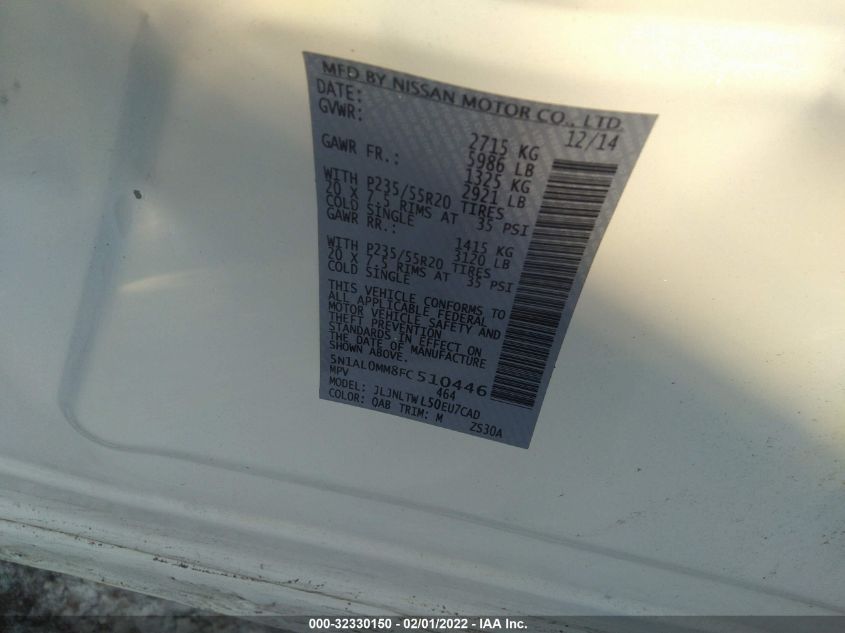 MFD BY NISSAN MOTOR CO., LTD.
DATE: 12/14
GVWR: 2715 KG
5986 LB
GAWR FR.: 1325 KG
2921 LB
WITH P235/55R20 TIRES
20 X 7.5 RIMS AT 35 PSI
COLD SINGLE
GAWR RR.: 1415 KG
3120 LB
WITH P235/55R20 TIRES
20 X 7.5 RIMS AT 35 PSI
COLD SINGLE
THIS VEHICLE CONFORMS TO
ALL APPLICABLE FEDERAL
MOTOR VEHICLE SAFETY AND
THEFT PREVENTION
STANDARDS IN EFFECT ON
THE DATE OF MANUFACTURE
SHOWN ABOVE.
5N1AL0MM8FC510446
MPV 464
MODEL: JLJNLTWL50EU7CAD
COLOR: QAB TRIM: M ZS30A
000-32330150 - 02/01/2022 - IAA Inc.